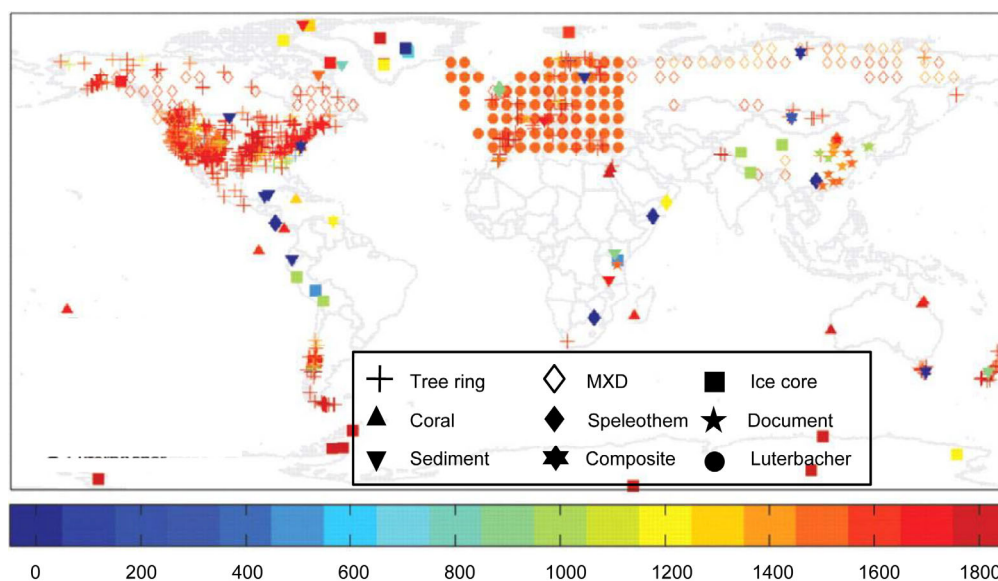 Tree ring MXD Ice core
Coral Speleothem Document
Sediment Composite Luterbacher
0 200 400 600 800 1000 1200 1400 1600 1800